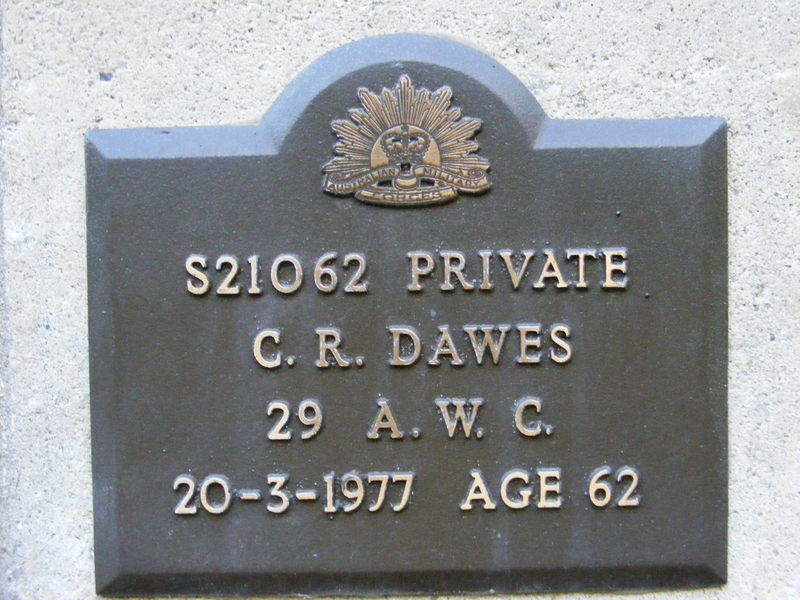 AUSTRALIAN MILITARY
FORCES
S21062 PRIVATE
C. R. DAWES
29 A. W. C.
20-3-1977 AGE 62